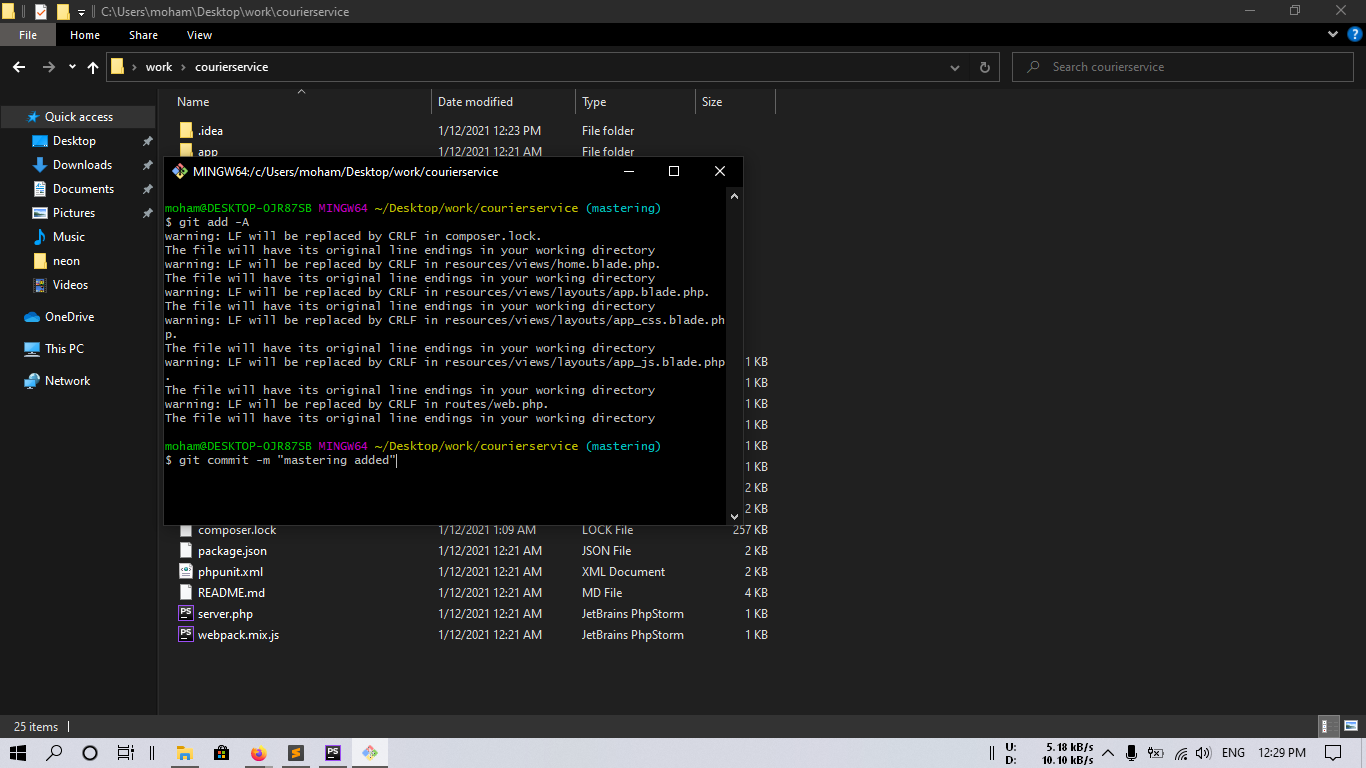 C:\Users\moham\Desktop\work\courierservice
File Home Share View
work courierservice
Search courierservice
Name Date modified Type Size
Quick access
Desktop
Downloads
Documents
Pictures
Music
neon
Videos
OneDrive
This PC
Network
.idea 1/12/2021 12:23 PM File folder
app 1/12/2021 12:21 AM File folder
MINGW64:/c/Users/moham/Desktop/work/courierservice
moham@DESKTOP-OJR87SB MINGW64 ~/Desktop/work/courierservice (mastering)
$ git add -A
warning: LF will be replaced by CRLF in composer.lock.
The file will have its original line endings in your working directory
warning: LF will be replaced by CRLF in resources/views/home.blade.php.
The file will have its original line endings in your working directory
warning: LF will be replaced by CRLF in resources/views/layouts/app.blade.php.
The file will have its original line endings in your working directory
warning: LF will be replaced by CRLF in resources/views/layouts/app_css.blade.ph
p.
The file will have its original line endings in your working directory
warning: LF will be replaced by CRLF in resources/views/layouts/app_js.blade.php
.
The file will have its original line endings in your working directory
warning: LF will be replaced by CRLF in routes/web.php.
The file will have its original line endings in your working directory
moham@DESKTOP-OJR87SB MINGW64 ~/Desktop/work/courierservice (mastering)
$ git commit -m "mastering added"
1 KB
1 KB
1 KB
1 KB
1 KB
1 KB
2 KB
2 KB
composer.lock 1/12/2021 1:09 AM LOCK File 257 KB
package.json 1/12/2021 12:21 AM JSON File 2 KB
phpunit.xml 1/12/2021 12:21 AM XML Document 2 KB
README.md 1/12/2021 12:21 AM MD File 4 KB
server.php 1/12/2021 12:21 AM JetBrains PhpStorm 1 KB
webpack.mix.js 1/12/2021 12:21 AM JetBrains PhpStorm 1 KB
25 items
U: 5.18 kB/s
D: 10.10 kB/s
ENG 12:29 PM